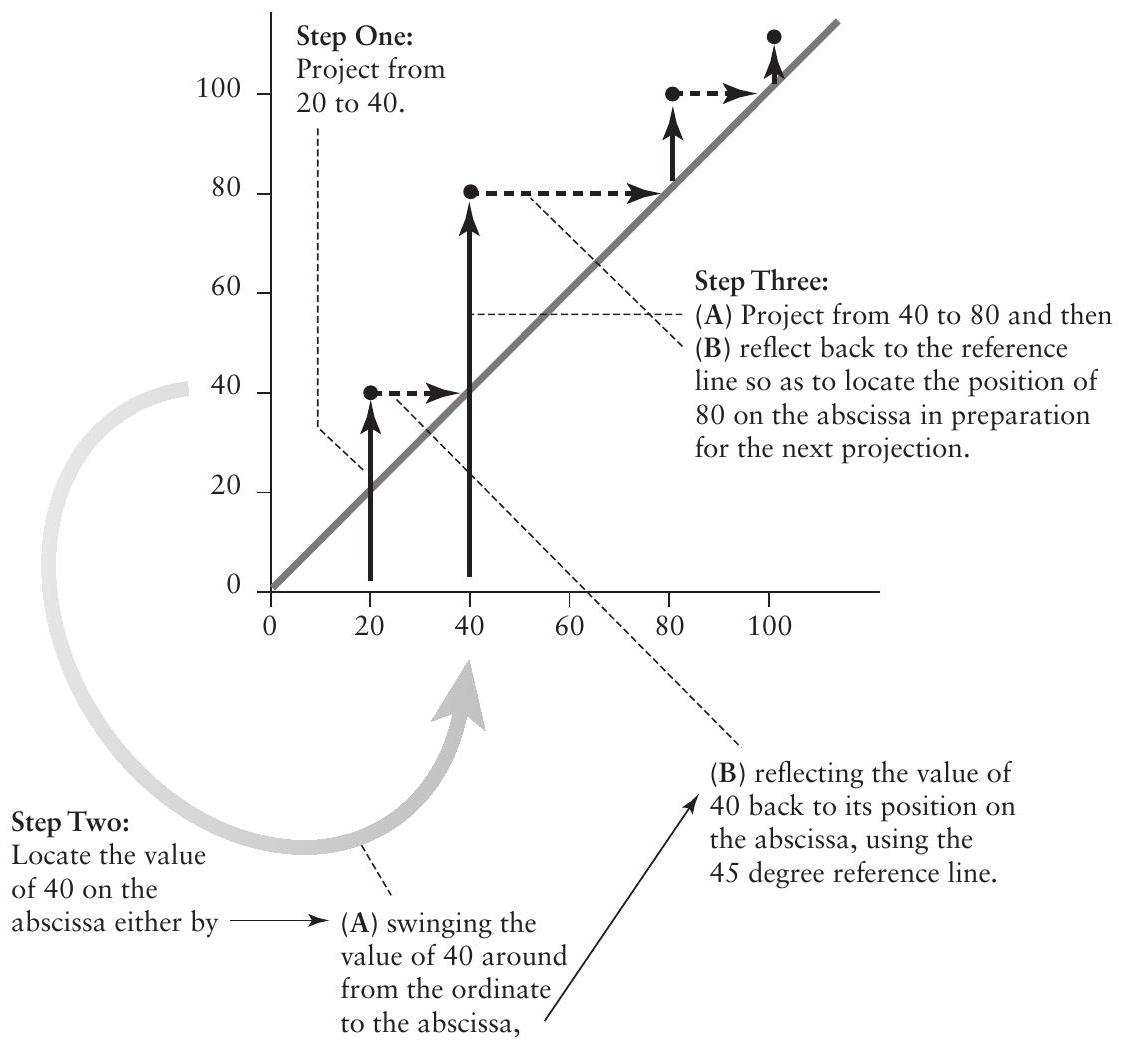 Step One:
Project from
20 to 40.
100
80
60
40
20
0
0 20 40 60 80 100
Step Three:
(A) Project from 40 to 80 and then
(B) reflect back to the reference
line so as to locate the position of
80 on the abscissa in preparation
for the next projection.
Step Two:
Locate the value
of 40 on the
abscissa either by
(A) swinging the
value of 40 around
from the ordinate
to the abscissa,
(B) reflecting the value of
40 back to its position on
the abscissa, using the
45 degree reference line.